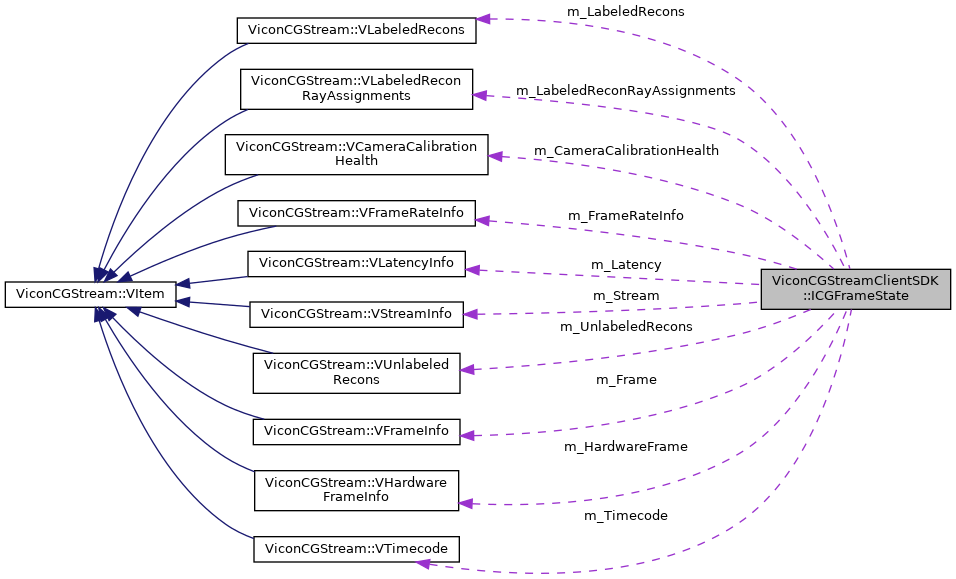 m_LabeledRecons
ViconCGStream::VLabeledRecons
ViconCGStream::VLabeledRecon
RayAssignments
m_LabeledReconRayAssignments
ViconCGStream::VCameraCalibration
Health
m_CameraCalibrationHealth
ViconCGStream::VFrameRateInfo
m_FrameRateInfo
ViconCGStream::VLatencyInfo
m_Latency
ViconCGStreamClientSDK
::ICGFrameState
ViconCGStream::VItem
ViconCGStream::VStreamInfo
m_Stream
m_UnlabeledRecons
ViconCGStream::VUnlabeled
Recons
m_Frame
ViconCGStream::VFrameInfo
m_HardwareFrame
ViconCGStream::VHardware
FrameInfo
m_Timecode
ViconCGStream::VTimecode